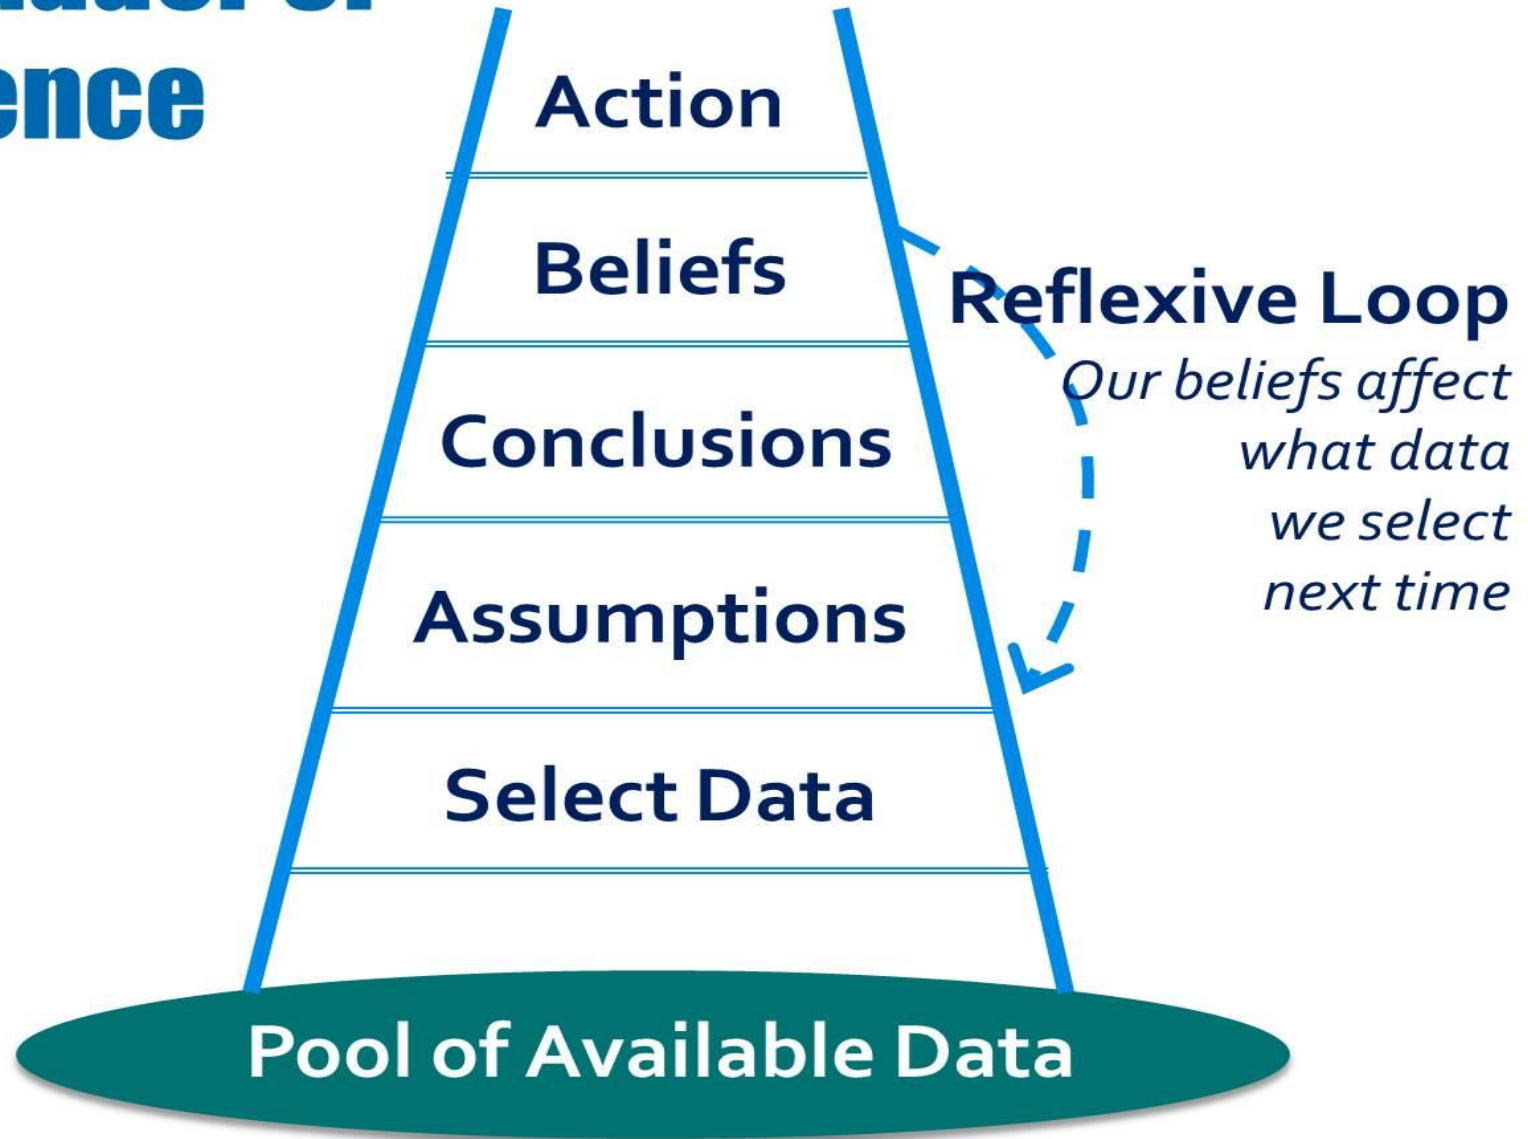 Action
Beliefs
Reflexive Loop
Our beliefs affect
what data
we select
next time
Conclusions
Assumptions
Select Data
Pool of Available Data